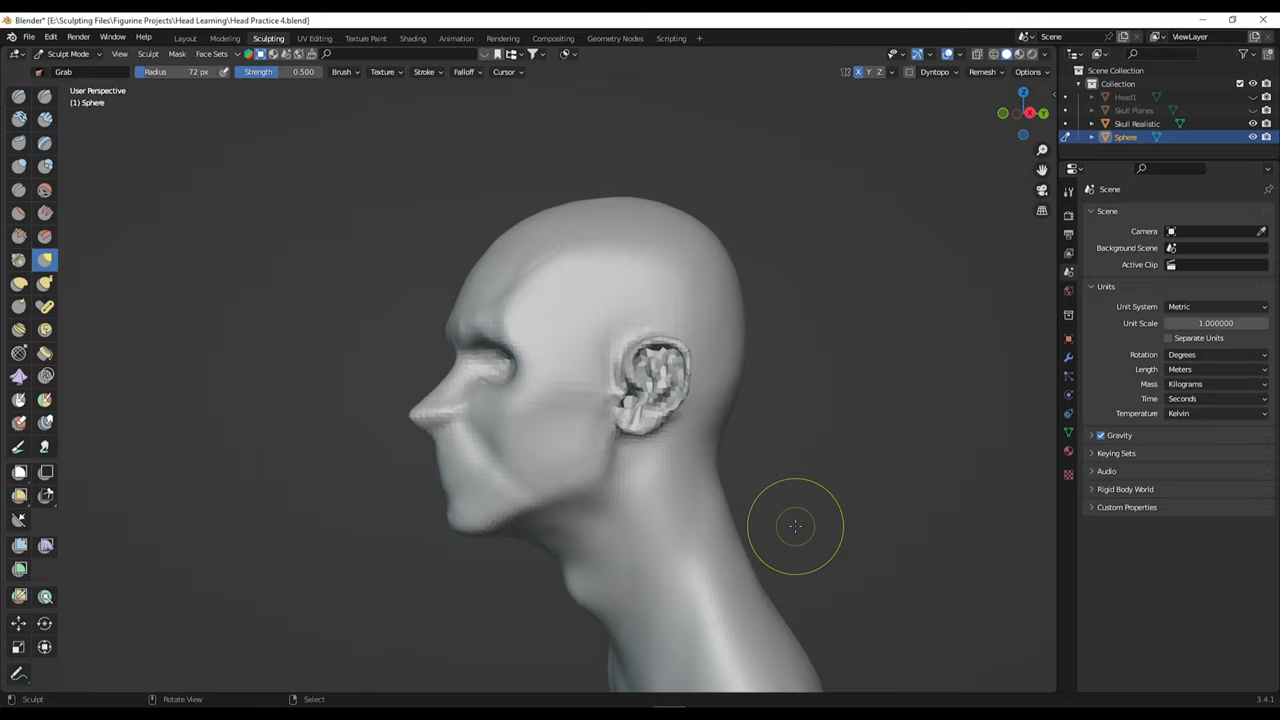 Blender* [E:\Sculpting Files\Figurine Projects\Head Learning\Head Practice 4.blend]
File Edit Render Window Help Layout Modeling Sculpting UV Editing Texture Paint Shading Animation Rendering Compositing Geometry Nodes Scripting + Scene ViewLayer
Sculpt Mode View Sculpt Mask Face Sets
Grab Radius 72 px Strength 0.500 Brush Texture Stroke Falloff Cursor X Y Z Dyntopo Remesh Options
User Perspective
(1) Sphere
Z
X
Y
Scene Collection
Collection
Head1
Skull Planes
Skull Realistic
Sphere
Scene
Scene
Camera
Background Scene
Active Clip
Units
Unit System Metric
Unit Scale 1.000000
Separate Units
Rotation Degrees
Length Meters
Mass Kilograms
Time Seconds
Temperature Kelvin
Gravity
Keying Sets
Audio
Rigid Body World
Custom Properties
Sculpt Rotate View Select 3.4.1